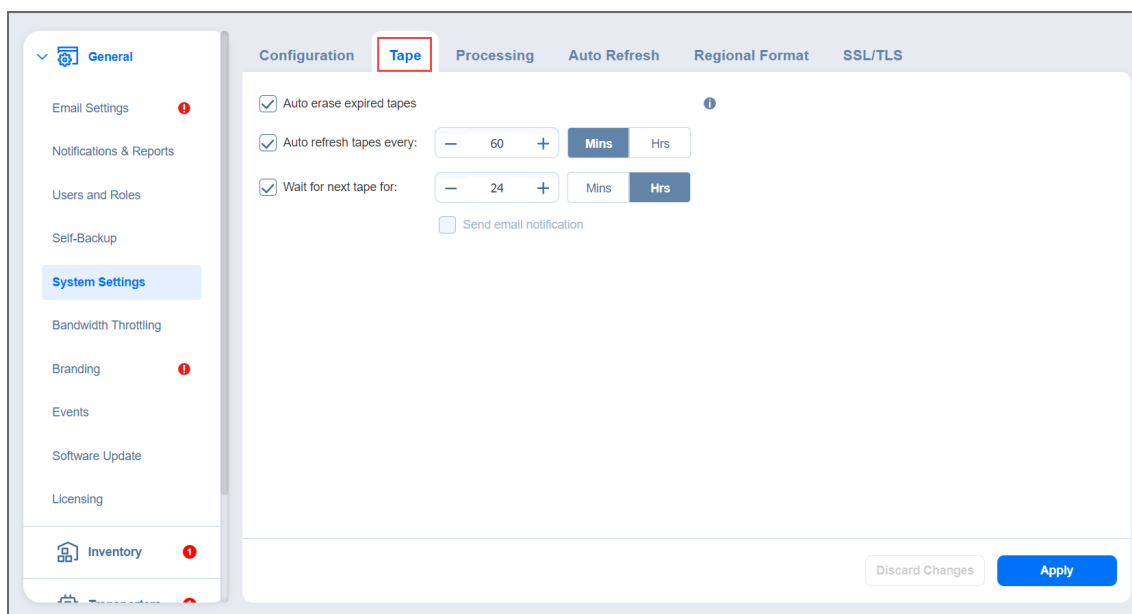 General
Email Settings
Notifications & Reports
Users and Roles
Self-Backup
System Settings
Bandwidth Throttling
Branding
Events
Software Update
Licensing
Inventory 1
Configuration Tape Processing Auto Refresh Regional Format SSL/TLS
Auto erase expired tapes
Auto refresh tapes every: 60 Mins Hrs
Wait for next tape for: 24 Mins Hrs
Send email notification
Discard Changes Apply